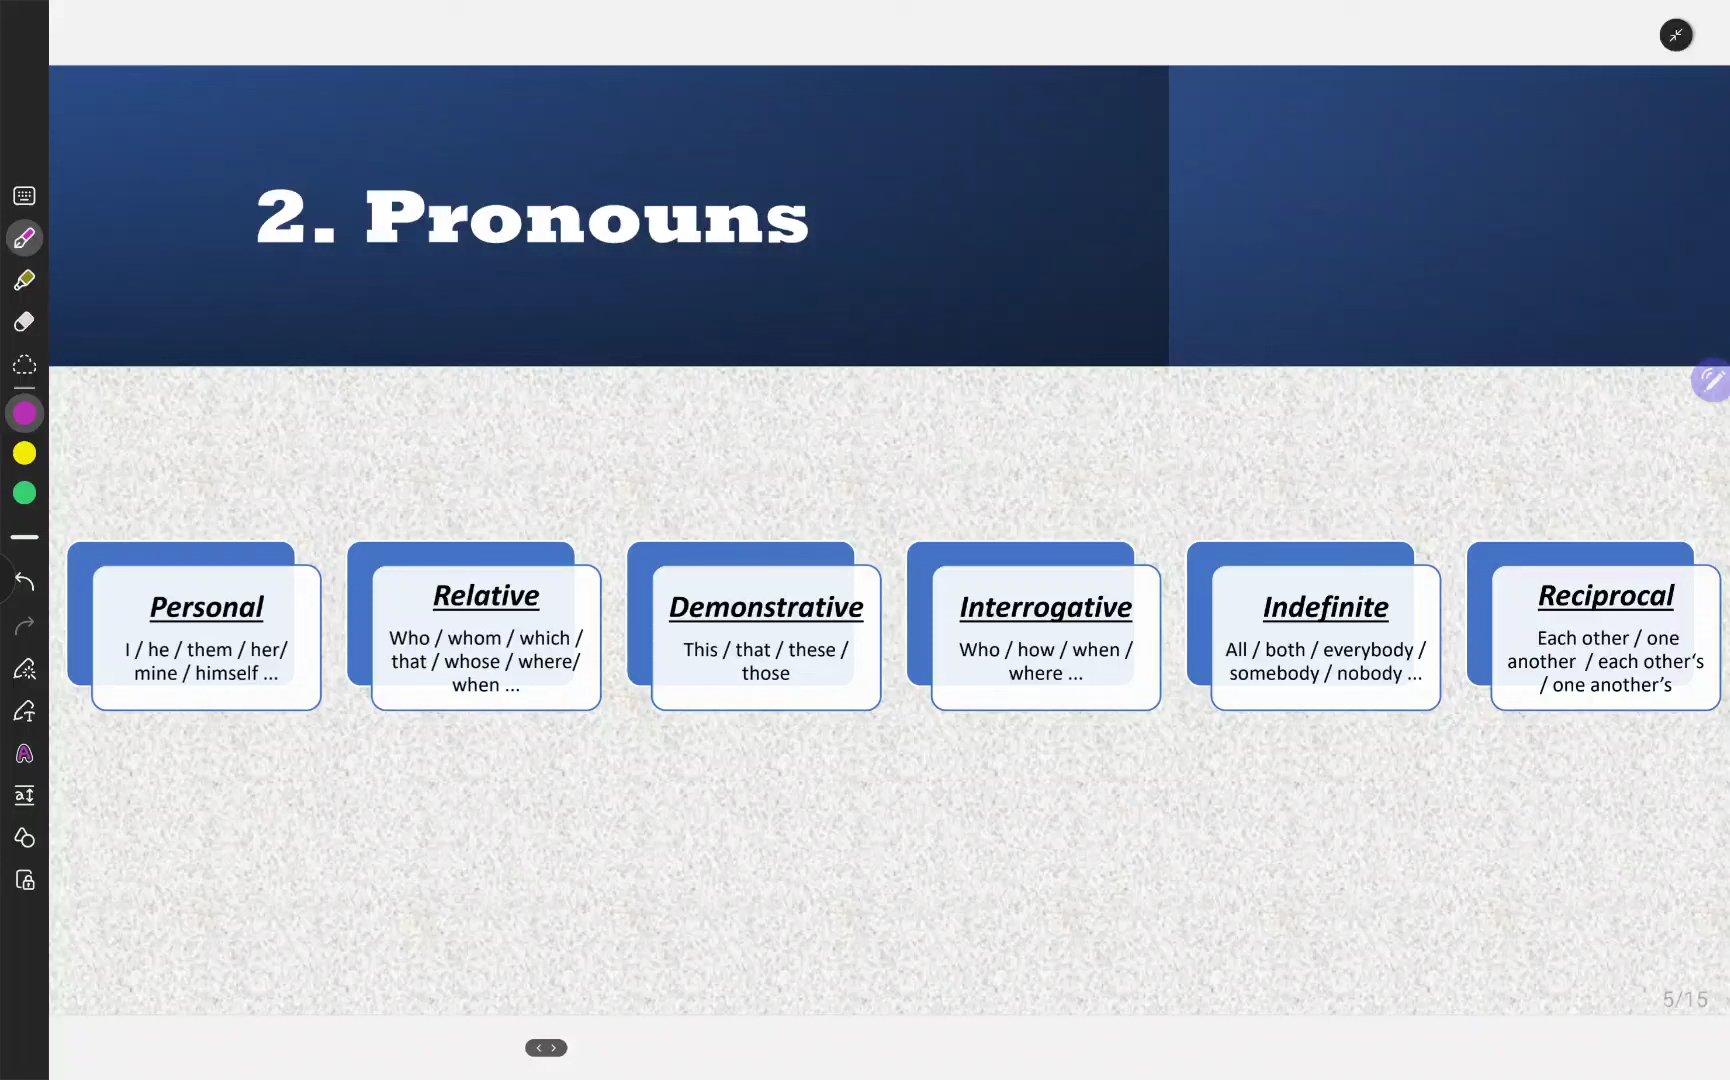 2. Pronouns
Personal
I / he / them / her/
mine / himself ...
Relative
Who / whom / which /
that / whose / where/
when ...
Demonstrative
This / that / these /
those
Interrogative
Who / how / when /
where ...
Indefinite
All / both / everybody /
somebody / nobody ...
Reciprocal
Each other / one
another / each other‘s
/ one another’s
5/15